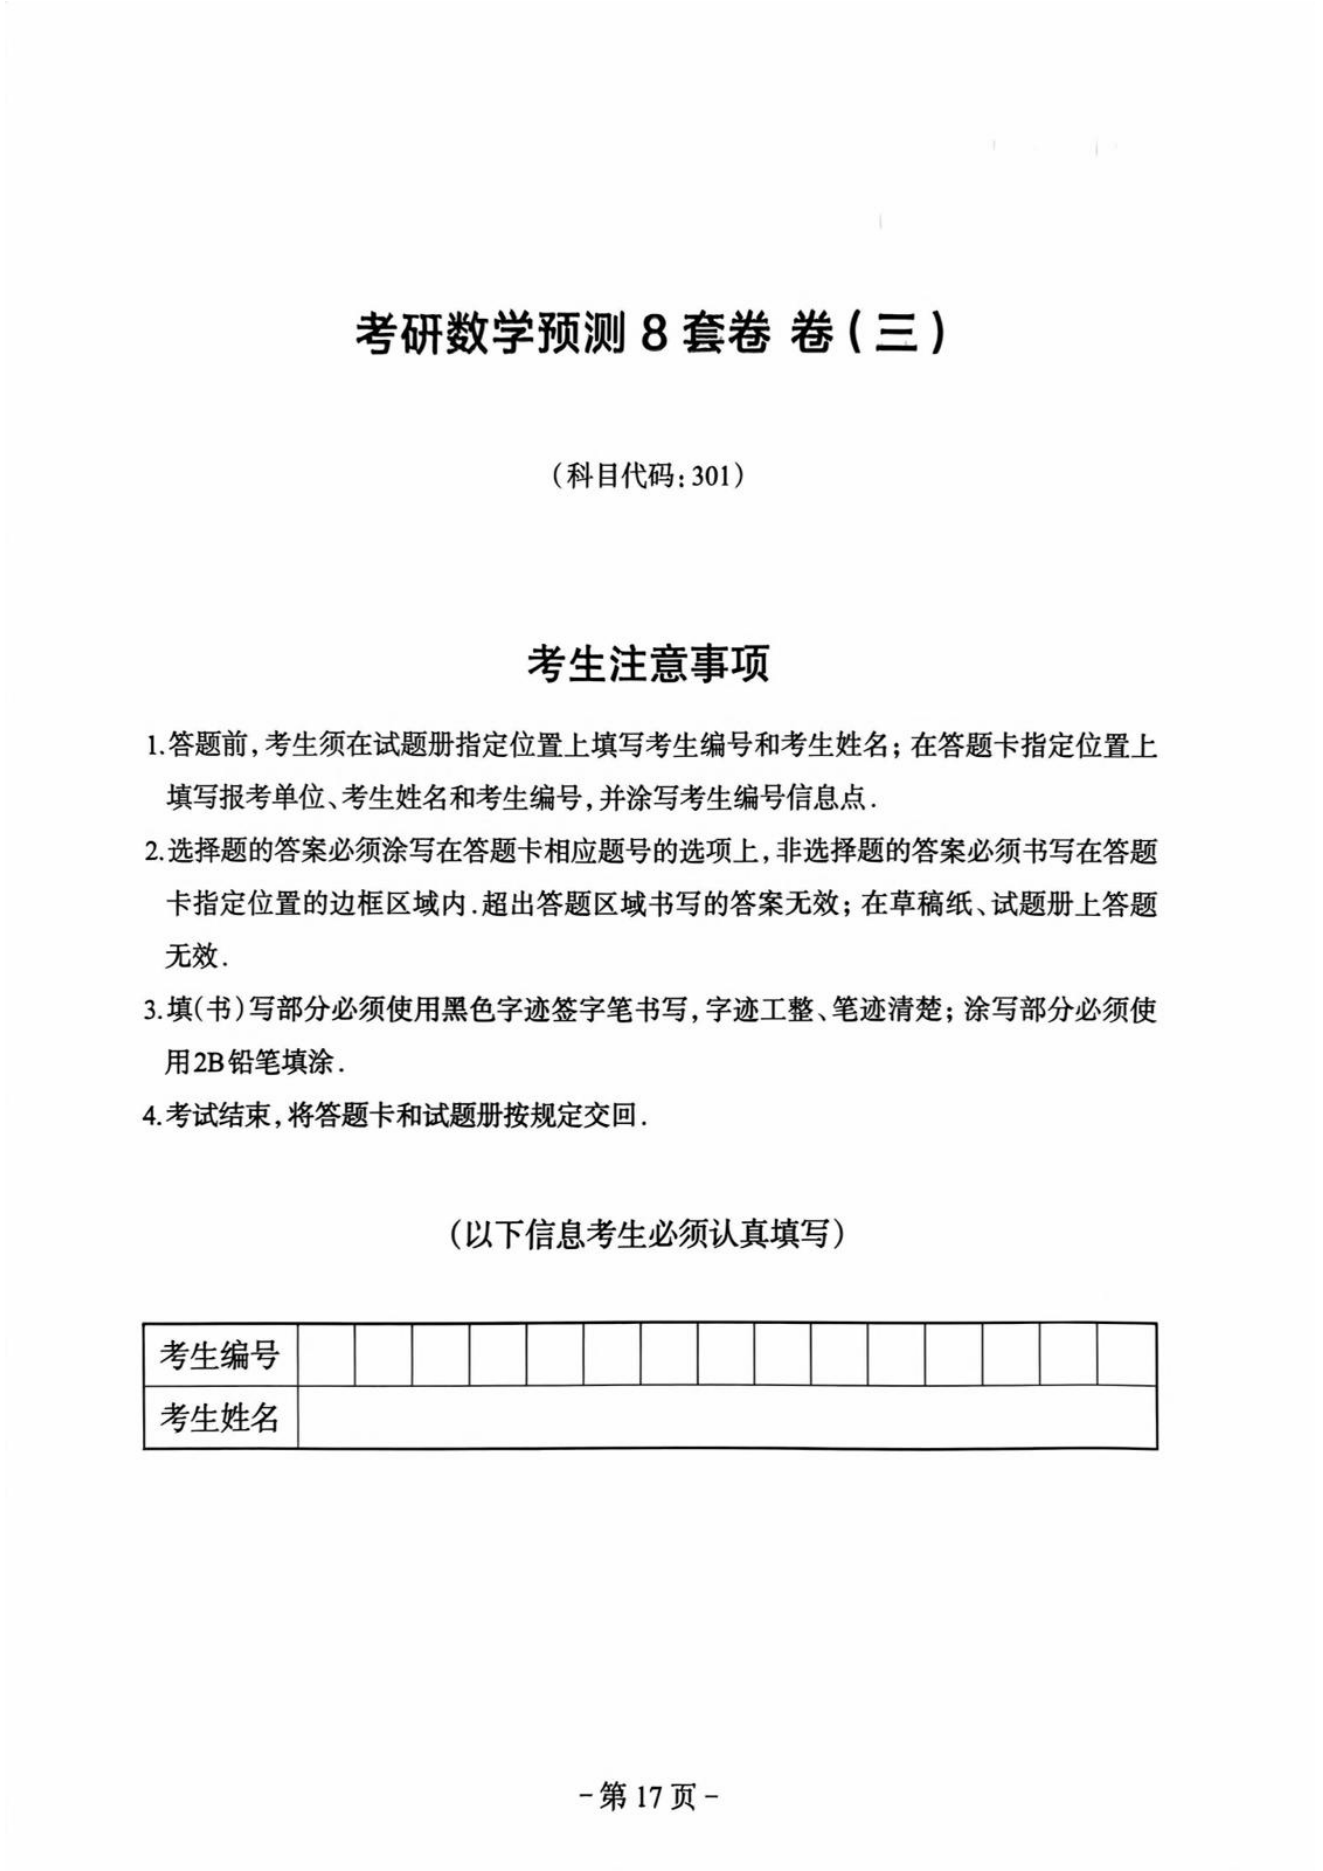 考研数学预测 8 套卷 卷(三)
(科目代码:301)
考生注意事项
1.答题前,考生须在试题册指定位置上填写考生编号和考生姓名;在答题卡指定位置上
填写报考单位、考生姓名和考生编号,并涂写考生编号信息点.
2.选择题的答案必须涂写在答题卡相应题号的选项上,非选择题的答案必须书写在答题
卡指定位置的边框区域内.超出答题区域书写的答案无效;在草稿纸、试题册上答题
无效.
3.填(书)写部分必须使用黑色字迹签字笔书写,字迹工整、笔迹清楚;涂写部分必须使
用2B铅笔填涂.
4.考试结束,将答题卡和试题册按规定交回.
(以下信息考生必须认真填写)
考生编号
考生姓名
-第 17 页-